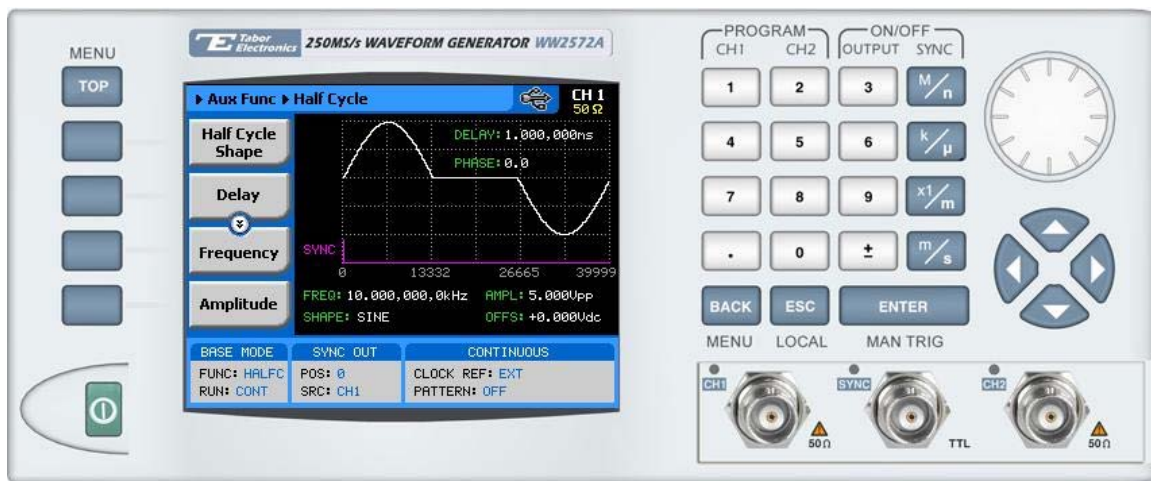 MENU
TOP
Tabor Electronics 250MS/s WAVEFORM GENERATOR WW2572A
Aux Func Half Cycle
CH 1
50 Ω
Half Cycle Shape
Delay
Frequency
Amplitude
DELAY: 1.000,000ms
PHASE: 0.0
SYNC
0 13332 26665 39999
FREQ: 10.000,000,0kHz AMPL: 5.000Vpp
SHAPE: SINE OFFS: +0.000Vdc
BASE MODE SYNC OUT CONTINUOUS
FUNC: HALFC POS: 0 CLOCK REF: EXT
RUN: CONT SRC: CH1 PATTERN: OFF
PROGRAM ON/OFF
CH1 CH2 OUTPUT SYNC
1 2 3 M/n
4 5 6 k/µ
7 8 9 x1/m
. 0 ± m/s
BACK ESC ENTER
MENU LOCAL MAN TRIG
CH1 SYNC CH2
50Ω TTL 50Ω